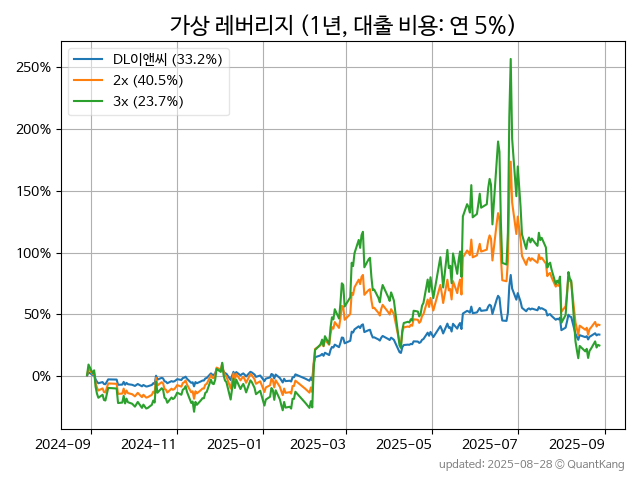 가상 레버리지 (1년, 대출 비용: 연 5%)
DL이앤씨 (33.2%)
2x (40.5%)
3x (23.7%)
250%
200%
150%
100%
50%
0%
2024-09 2024-11 2025-01 2025-03 2025-05 2025-07 2025-09
updated: 2025-08-28 © QuantKang